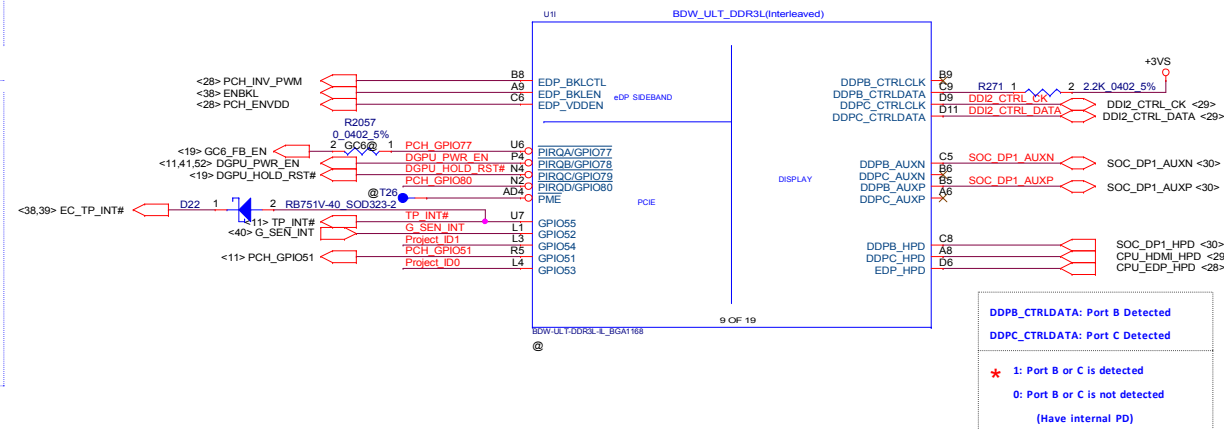 U1I
BDW_ULT_DDR3L(Interleaved)
+3VS
<28> PCH_INV_PWM
B8
EDP_BKLCTL
DDPB_CTRLCLK
B9
<38> ENBKL
A9
EDP_BKLEN
eDP SIDEBAND
DDPB_CTRLDATA
C9
R271
1
2
2.2K_0402_5%
<28> PCH_ENVDD
C6
EDP_VDDEN
DDPC_CTRLCLK
D9
DDI2_CTRL_CK
DDI2_CTRL_CK <29>
DDPC_CTRLDATA
D11
DDI2_CTRL_DATA
DDI2_CTRL_DATA <29>
R2057
0_0402_5%
<19> GC6_FB_EN
2
GC6@
1
PCH_GPIO77
U6
PIRQA/GPIO77
<11,41,52> DGPU_PWR_EN
DGPU_PWR_EN
P4
PIRQB/GPIO78
DDPB_AUXN
C5
SOC_DP1_AUXN
SOC_DP1_AUXN <30>
<19> DGPU_HOLD_RST#
DGPU_HOLD_RST#
N4
PIRQC/GPIO79
DDPC_AUXN
B6
PCH_GPIO80
N2
PIRQD/GPIO80
DISPLAY
DDPB_AUXP
B5
SOC_DP1_AUXP
SOC_DP1_AUXP <30>
@T26
AD4
PME
PCIE
DDPC_AUXP
A6
<38,39> EC_TP_INT#
D22
1
2
RB751V-40_SOD323-2
<11> TP_INT#
TP_INT#
U7
GPIO55
<40> G_SEN_INT
G_SEN_INT
L1
GPIO52
Project_ID1
L3
GPIO54
DDPB_HPD
C8
SOC_DP1_HPD <30>
<11> PCH_GPIO51
PCH_GPIO51
R5
GPIO51
DDPC_HPD
A8
CPU_HDMI_HPD <29
Project_ID0
L4
GPIO53
EDP_HPD
D6
CPU_EDP_HPD <28>
9 OF 19
BDW-ULT-DDR3L-IL_BGA1168
@
DDPB_CTRLDATA: Port B Detected
DDPC_CTRLDATA: Port C Detected
* 1: Port B or C is detected
0: Port B or C is not detected
(Have internal PD)